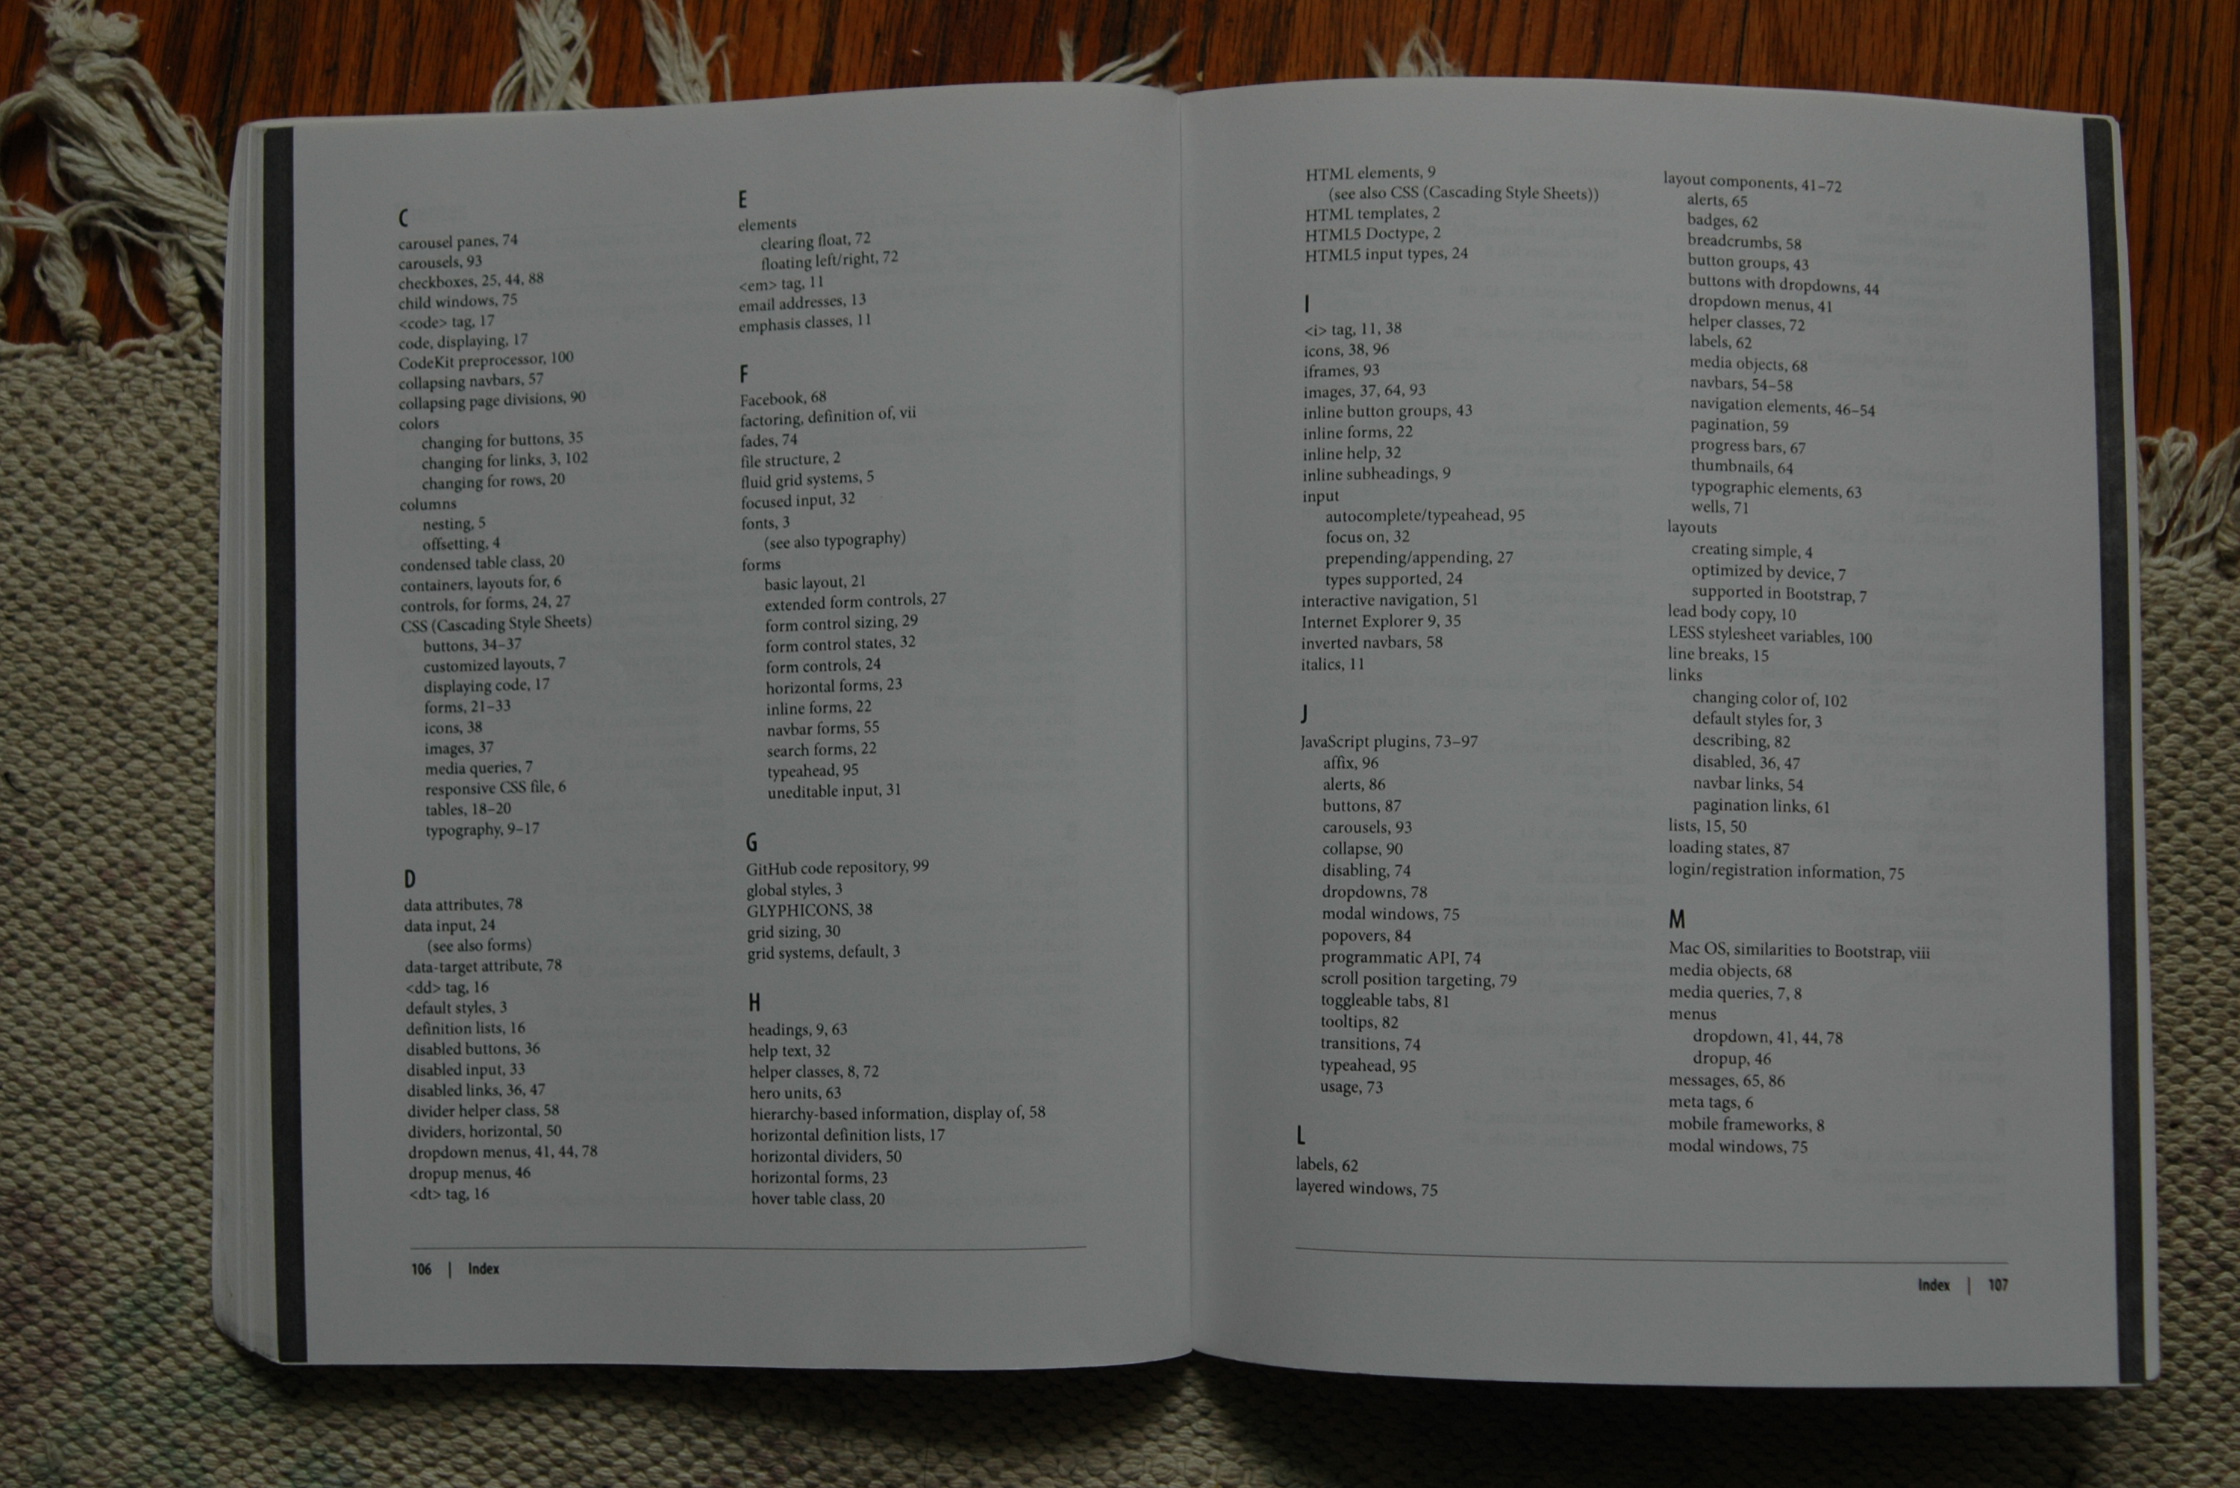 C
carousel panes, 74
carousels, 93
checkboxes, 25, 44, 88
child windows, 75
<code> tag, 17
code, displaying, 17
CodeKit preprocessor, 100
collapsing navbars, 57
collapsing page divisions, 90
colors
changing for buttons, 35
changing for links, 3, 102
changing for rows, 20
columns
nesting, 5
offsetting, 4
condensed table class, 20
containers, layouts for, 6
controls, for forms, 24, 27
CSS (Cascading Style Sheets)
buttons, 34–37
customized layouts, 7
displaying code, 17
forms, 21–33
icons, 38
images, 37
media queries, 7
responsive CSS file, 6
tables, 18–20
typography, 9–17
D
data attributes, 78
data input, 24
(see also forms)
data-target attribute, 78
<dd> tag, 16
default styles, 3
definition lists, 16
disabled buttons, 36
disabled input, 33
disabled links, 36, 47
divider helper class, 58
dividers, horizontal, 50
dropdown menus, 41, 44, 78
dropup menus, 46
<dt> tag, 16
E
elements
clearing float, 72
floating left/right, 72
<em> tag, 11
email addresses, 13
emphasis classes, 11
F
Facebook, 68
factoring, definition of, vii
fades, 74
file structure, 2
fluid grid systems, 5
focused input, 32
fonts, 3
(see also typography)
forms
basic layout, 21
extended form controls, 27
form control sizing, 29
form control states, 32
form controls, 24
horizontal forms, 23
inline forms, 22
navbar forms, 55
search forms, 22
typeahead, 95
uneditable input, 31
G
GitHub code repository, 99
global styles, 3
GLYPHICONS, 38
grid sizing, 30
grid systems, default, 3
H
headings, 9, 63
help text, 32
helper classes, 8, 72
hero units, 63
hierarchy-based information, display of, 58
horizontal definition lists, 17
horizontal dividers, 50
horizontal forms, 23
hover table class, 20
106 | Index
HTML elements, 9
(see also CSS (Cascading Style Sheets))
HTML templates, 2
HTML5 Doctype, 2
HTML5 input types, 24
I
<i> tag, 11, 38
icons, 38, 96
iframes, 93
images, 37, 64, 93
inline button groups, 43
inline forms, 22
inline help, 32
inline subheadings, 9
input
autocomplete/typeahead, 95
focus on, 32
prepending/appending, 27
types supported, 24
interactive navigation, 51
Internet Explorer 9, 35
inverted navbars, 58
italics, 11
J
JavaScript plugins, 73–97
affix, 96
alerts, 86
buttons, 87
carousels, 93
collapse, 90
disabling, 74
dropdowns, 78
modal windows, 75
popovers, 84
programmatic API, 74
scroll position targeting, 79
toggleable tabs, 81
tooltips, 82
transitions, 74
typeahead, 95
usage, 73
L
labels, 62
layered windows, 75
layout components, 41–72
alerts, 65
badges, 62
breadcrumbs, 58
button groups, 43
buttons with dropdowns, 44
dropdown menus, 41
helper classes, 72
labels, 62
media objects, 68
navbars, 54–58
navigation elements, 46–54
pagination, 59
progress bars, 67
thumbnails, 64
typographic elements, 63
wells, 71
layouts
creating simple, 4
optimized by device, 7
supported in Bootstrap, 7
lead body copy, 10
LESS stylesheet variables, 100
line breaks, 15
links
changing color of, 102
default styles for, 3
describing, 82
disabled, 36, 47
navbar links, 54
pagination links, 61
lists, 15, 50
loading states, 87
login/registration information, 75
M
Mac OS, similarities to Bootstrap, viii
media objects, 68
media queries, 7, 8
menus
dropdown, 41, 44, 78
dropup, 46
messages, 65, 86
meta tags, 6
mobile frameworks, 8
modal windows, 75
Index | 107